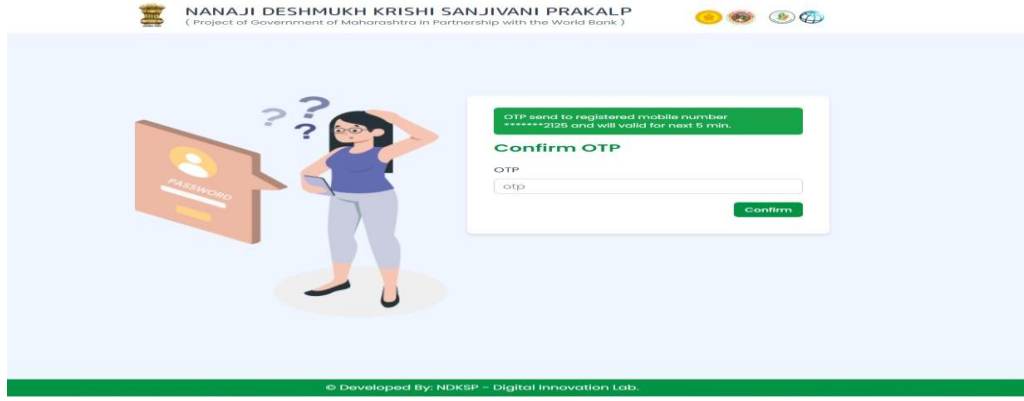 NANAJI DESHMUKH KRISHI SANJIVANI PRAKALP
( Project of Government of Maharashtra in Partnership with the World Bank )
? ? ?
PASSWORD
OTP send to registered mobile number
*******2125 and will valid for next 5 min.
Confirm OTP
OTP
otp
Confirm
© Developed By: NDKSP - Digital Innovation Lab.